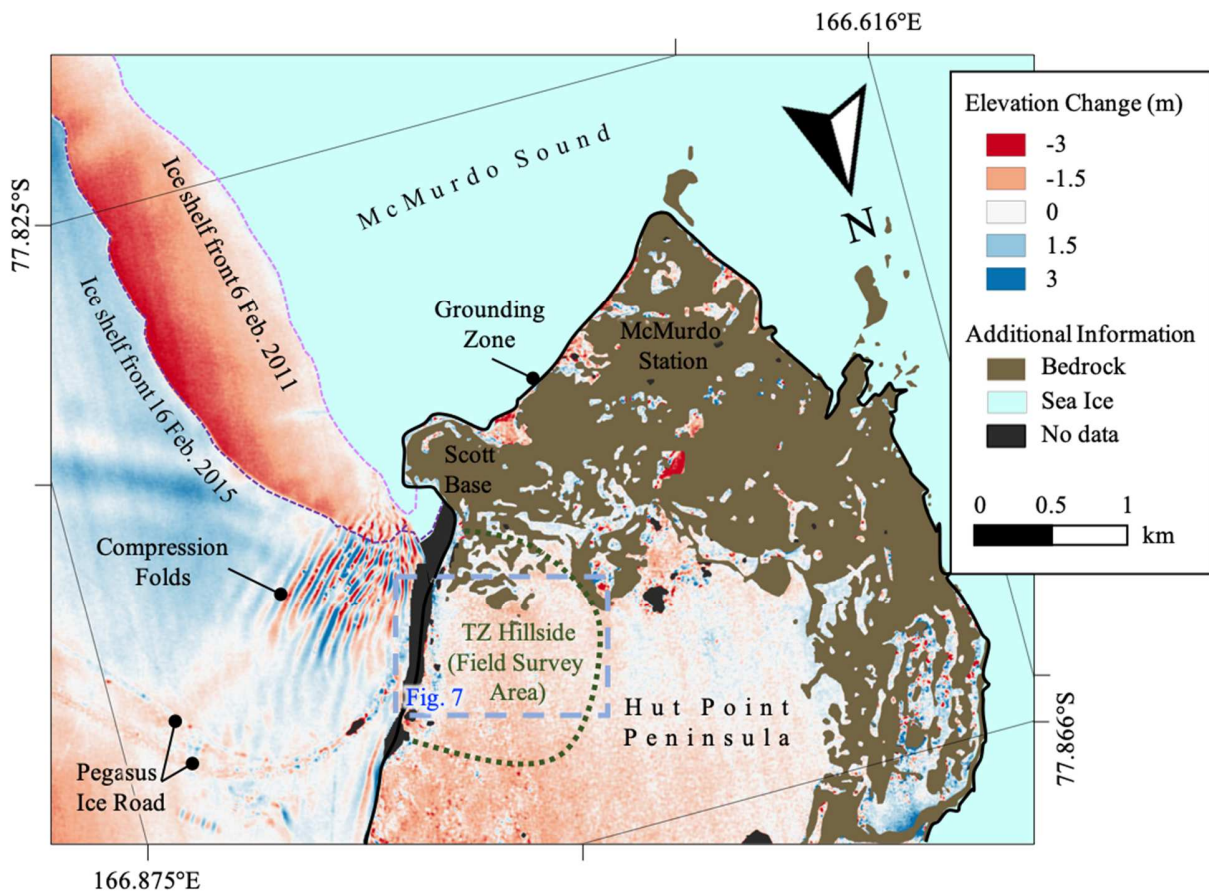 166.616°E
Elevation Change (m)
-3
-1.5
0
1.5
3
Additional Information
Bedrock
Sea Ice
No data
0 0.5 1
km
N
McMurdo Sound
77.825°S
Ice shelf front 6 Feb. 2011
Ice shelf front 16 Feb. 2015
Grounding
Zone
McMurdo
Station
Scott
Base
Compression
Folds
TZ Hillside
(Field Survey
Area)
Fig. 7
Hut Point
Peninsula
77.866°S
Pegasus
Ice Road
166.875°E